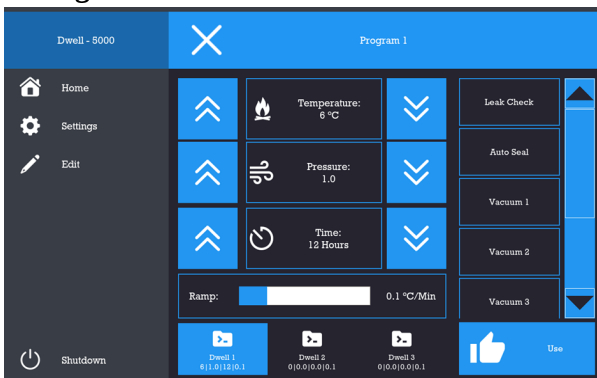 Dwell - 5000
Program 1
Home
Settings
Edit
Shutdown
Temperature:
6 °C
Pressure:
1.0
Time:
12 Hours
Ramp:
0.1 °C/Min
Leak Check
Auto Seal
Vacuum 1
Vacuum 2
Vacuum 3
Dwell 1
6|1.0|12|0.1
Dwell 2
0|0.0|0.0|0.1
Dwell 3
0|0.0|0.0|0.1
Use